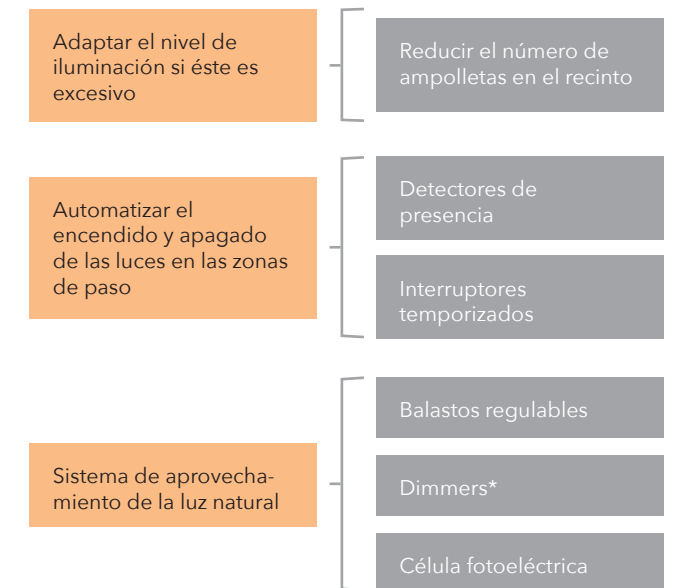 Adaptar el nivel de
iluminación si éste es
excesivo
Reducir el número de
ampolletas en el recinto
Automatizar el
encendido y apagado
de las luces en las zonas
de paso
Detectores de
presencia
Interruptores
temporizados
Sistema de aprovecha-
miento de la luz natural
Balastos regulables
Dimmers*
Célula fotoeléctrica